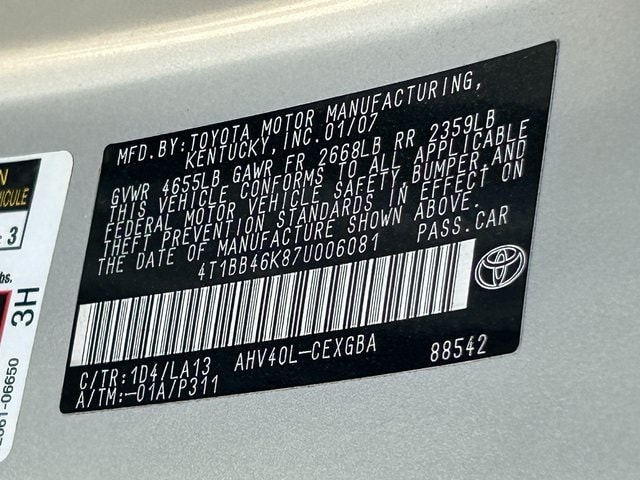 MFD.BY:TOYOTA MOTOR MANUFACTURING,
KENTUCKY, INC.01/07
GVWR 4655LB GAWR FR 2668LB RR 2359LB
THIS VEHICLE CONFORMS TO ALL APPLICABLE
FEDERAL MOTOR VEHICLE SAFETY, BUMPER, AND
THEFT PREVENTION STANDARDS IN EFFECT ON
THE DATE OF MANUFACTURE SHOWN ABOVE.
4T1BB46K87U006081 PASS.CAR
C/TR:1D4/LA13 AHV40L-CEXGBA 88542
A/TM:-01A/P311
3
3H